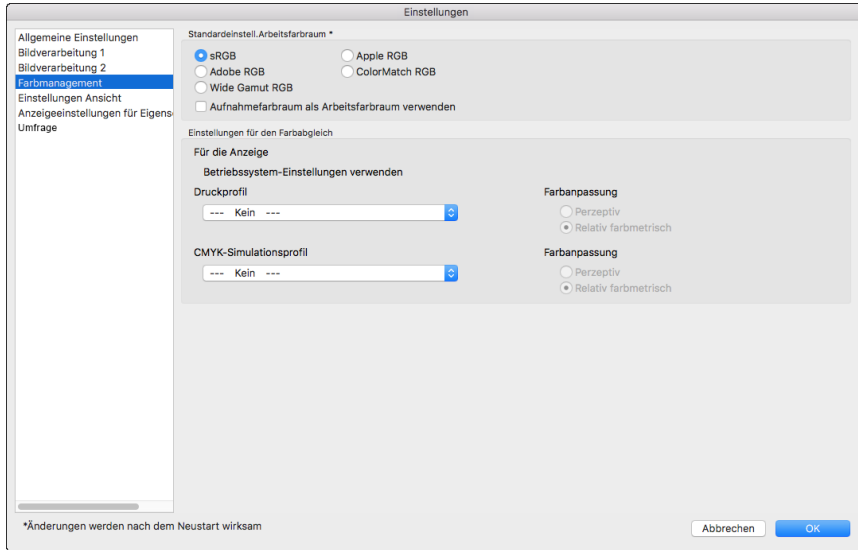 Einstellungen
Allgemeine Einstellungen
Bildverarbeitung 1
Bildverarbeitung 2
Farbmanagement
Einstellungen Ansicht
Anzeigeeinstellungen für Eigens
Umfrage
Standardeinstell.Arbeitsfarbraum *
sRGB Apple RGB
Adobe RGB ColorMatch RGB
Wide Gamut RGB
Aufnahmefarbraum als Arbeitsfarbraum verwenden
Einstellungen für den Farbabgleich
Für die Anzeige
Betriebssystem-Einstellungen verwenden
Druckprofil Farbanpassung
--- Kein --- Perzeptiv
Relativ farbmetrisch
CMYK-Simulationsprofil Farbanpassung
--- Kein --- Perzeptiv
Relativ farbmetrisch
*Änderungen werden nach dem Neustart wirksam
Abbrechen OK